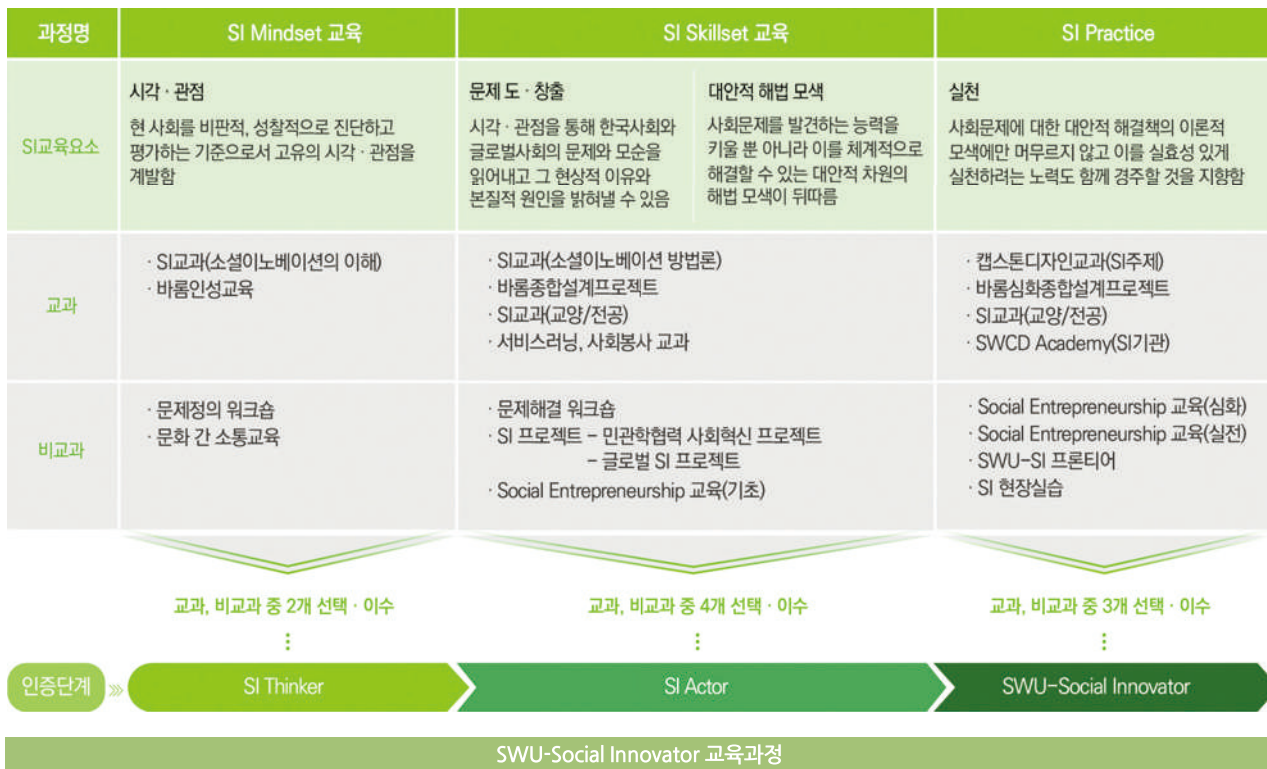 과정명
SI Mindset 교육
SI Skillset 교육
SI Practice
SI교육요소
시각 · 관점
현 사회를 비판적, 성찰적으로 진단하고
평가하는 기준으로서 고유의 시각 · 관점을
계발함
문제 도 · 창출
시각 · 관점을 통해 한국사회와
글로벌사회의 문제와 모순을
읽어내고 그 현상적 이유와
본질적 원인을 밝혀낼 수 있음
대안적 해법 모색
사회문제를 발견하는 능력을
키울 뿐 아니라 이를 체계적으로
해결할 수 있는 대안적 차원의
해법 모색이 뒤따름
실천
사회문제에 대한 대안적 해결책의 이론적
모색에만 머무르지 않고 이를 실효성 있게
실천하려는 노력도 함께 경주할 것을 지향함
교과
· SI교과(소셜이노베이션의 이해)
· 바롬인성교육
· SI교과(소셜이노베이션 방법론)
· 바롬종합설계프로젝트
· SI교과(교양/전공)
· 서비스러닝, 사회봉사 교과
· 캡스톤디자인교과(SI주제)
· 바롬심화종합설계프로젝트
· SI교과(교양/전공)
· SWCD Academy(SI기관)
비교과
· 문제정의 워크숍
· 문화 간 소통교육
· 문제해결 워크숍
· SI 프로젝트 – 민관학협력 사회혁신 프로젝트
– 글로벌 SI 프로젝트
· Social Entrepreneurship 교육(기초)
· Social Entrepreneurship 교육(심화)
· Social Entrepreneurship 교육(실전)
· SWU-SI 프론티어
· SI 현장실습
교과, 비교과 중 2개 선택 · 이수
교과, 비교과 중 4개 선택 · 이수
교과, 비교과 중 3개 선택 · 이수
인증단계
SI Thinker
SI Actor
SWU-Social Innovator
SWU-Social Innovator 교육과정